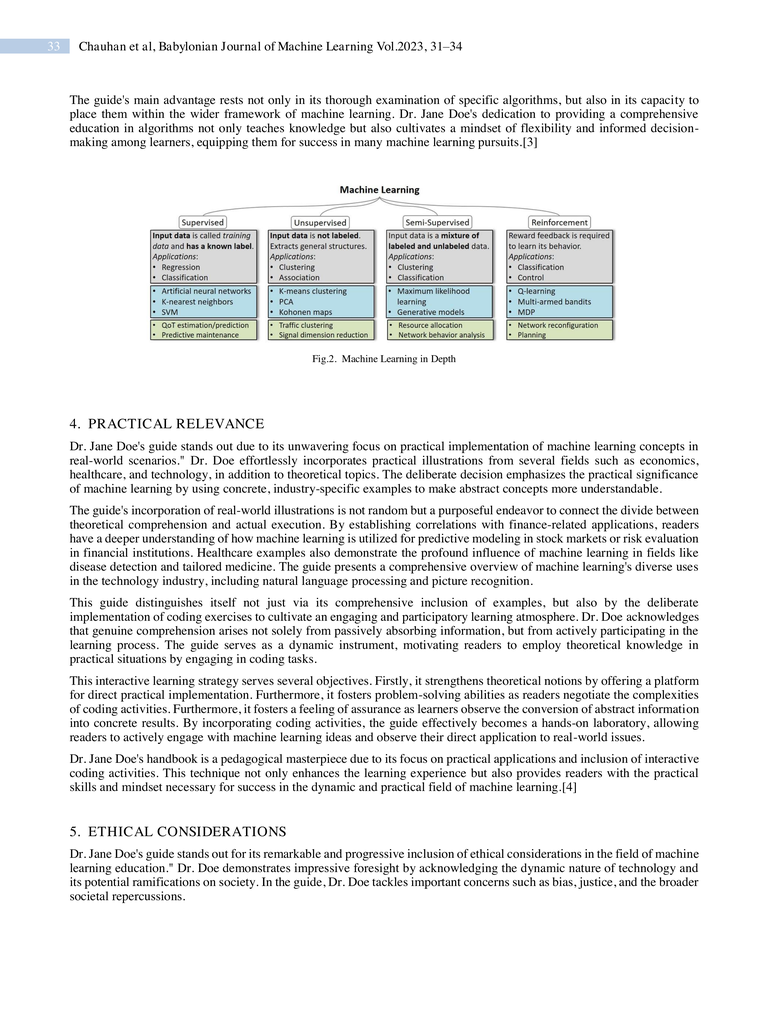 33 Chauhan et al, Babylonian Journal of Machine Learning Vol.2023, 31–34
The guide's main advantage rests not only in its thorough examination of specific algorithms, but also in its capacity to
place them within the wider framework of machine learning. Dr. Jane Doe's dedication to providing a comprehensive
education in algorithms not only teaches knowledge but also cultivates a mindset of flexibility and informed decision-
making among learners, equipping them for success in many machine learning pursuits.[3]
Machine Learning
Supervised
Input data is called training
data and has a known label.
Applications:
• Regression
• Classification
• Artificial neural networks
• K-nearest neighbors
• SVM
• QoT estimation/prediction
• Predictive maintenance
Unsupervised
Input data is not labeled.
Extracts general structures.
Applications:
• Clustering
• Association
• K-means clustering
• PCA
• Kohonen maps
• Traffic clustering
• Signal dimension reduction
Semi-Supervised
Input data is a mixture of
labeled and unlabeled data.
Applications:
• Clustering
• Classification
• Maximum likelihood
learning
• Generative models
• Resource allocation
• Network behavior analysis
Reinforcement
Reward feedback is required
to learn its behavior.
Applications:
• Classification
• Control
• Q-learning
• Multi-armed bandits
• MDP
• Network reconfiguration
• Planning
Fig.2. Machine Learning in Depth
4. PRACTICAL RELEVANCE
Dr. Jane Doe's guide stands out due to its unwavering focus on practical implementation of machine learning concepts in
real-world scenarios." Dr. Doe effortlessly incorporates practical illustrations from several fields such as economics,
healthcare, and technology, in addition to theoretical topics. The deliberate decision emphasizes the practical significance
of machine learning by using concrete, industry-specific examples to make abstract concepts more understandable.
The guide's incorporation of real-world illustrations is not random but a purposeful endeavor to connect the divide between
theoretical comprehension and actual execution. By establishing correlations with finance-related applications, readers
have a deeper understanding of how machine learning is utilized for predictive modeling in stock markets or risk evaluation
in financial institutions. Healthcare examples also demonstrate the profound influence of machine learning in fields like
disease detection and tailored medicine. The guide presents a comprehensive overview of machine learning's diverse uses
in the technology industry, including natural language processing and picture recognition.
This guide distinguishes itself not just via its comprehensive inclusion of examples, but also by the deliberate
implementation of coding exercises to cultivate an engaging and participatory learning atmosphere. Dr. Doe acknowledges
that genuine comprehension arises not solely from passively absorbing information, but from actively participating in the
learning process. The guide serves as a dynamic instrument, motivating readers to employ theoretical knowledge in
practical situations by engaging in coding tasks.
This interactive learning strategy serves several objectives. Firstly, it strengthens theoretical notions by offering a platform
for direct practical implementation. Furthermore, it fosters problem-solving abilities as readers negotiate the complexities
of coding activities. Furthermore, it fosters a feeling of assurance as learners observe the conversion of abstract information
into concrete results. By incorporating coding activities, the guide effectively becomes a hands-on laboratory, allowing
readers to actively engage with machine learning ideas and observe their direct application to real-world issues.
Dr. Jane Doe's handbook is a pedagogical masterpiece due to its focus on practical applications and inclusion of interactive
coding activities. This technique not only enhances the learning experience but also provides readers with the practical
skills and mindset necessary for success in the dynamic and practical field of machine learning.[4]
5. ETHICAL CONSIDERATIONS
Dr. Jane Doe's guide stands out for its remarkable and progressive inclusion of ethical considerations in the field of machine
learning education." Dr. Doe demonstrates impressive foresight by acknowledging the dynamic nature of technology and
its potential ramifications on society. In the guide, Dr. Doe tackles important concerns such as bias, justice, and the broader
societal repercussions.